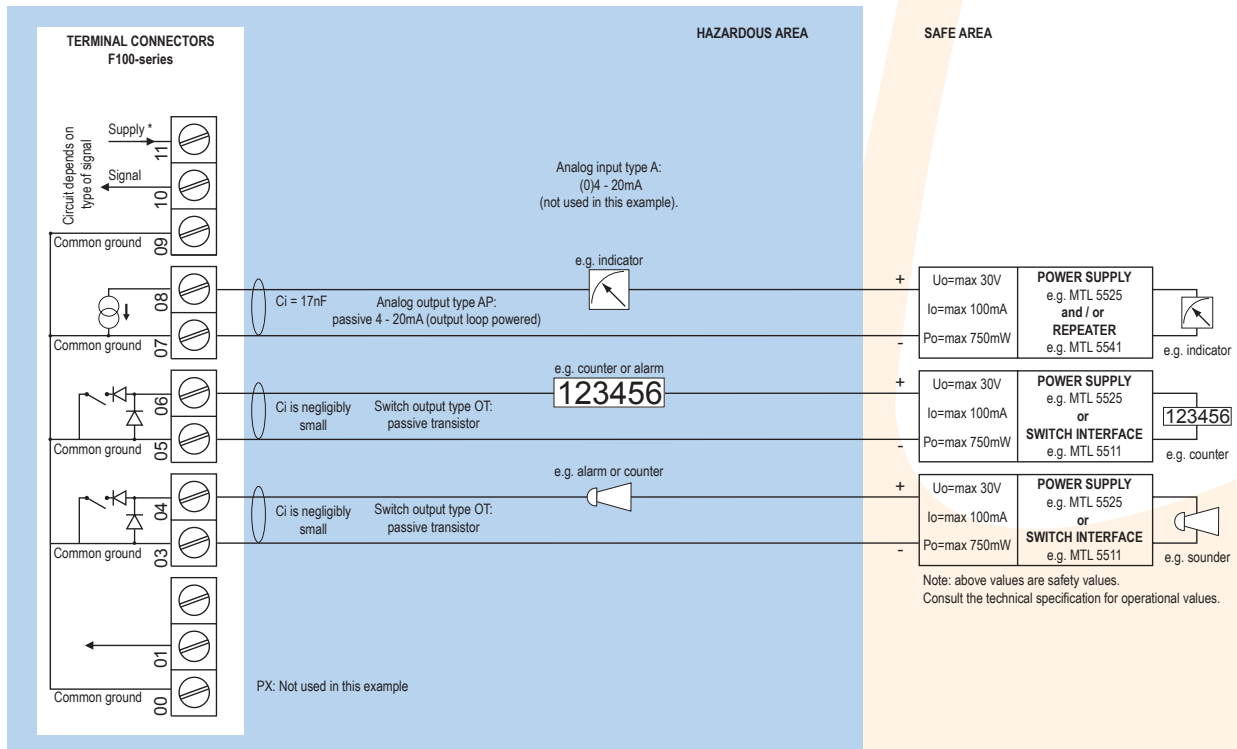 TERMINAL CONNECTORS
F100-series
HAZARDOUS AREA
SAFE AREA
Circuit depends on
type of signal
Supply *
11
Signal
10
Common ground
09
Analog input type A:
(0)4 - 20mA
(not used in this example).
08
Common ground
07
Ci = 17nF
Analog output type AP:
passive 4 - 20mA (output loop powered)
e.g. indicator
+
-
Uo=max 30V
Io=max 100mA
Po=max 750mW
POWER SUPPLY
e.g. MTL 5525
and / or
REPEATER
e.g. MTL 5541
e.g. indicator
06
Common ground
05
Ci is negligibly
small
Switch output type OT:
passive transistor
e.g. counter or alarm
123456
+
-
Uo=max 30V
Io=max 100mA
Po=max 750mW
POWER SUPPLY
e.g. MTL 5525
or
SWITCH INTERFACE
e.g. MTL 5511
123456
e.g. counter
04
Common ground
03
Ci is negligibly
small
Switch output type OT:
passive transistor
e.g. alarm or counter
+
-
Uo=max 30V
Io=max 100mA
Po=max 750mW
POWER SUPPLY
e.g. MTL 5525
or
SWITCH INTERFACE
e.g. MTL 5511
e.g. sounder
Note: above values are safety values.
Consult the technical specification for operational values.
01
Common ground
00
PX: Not used in this example